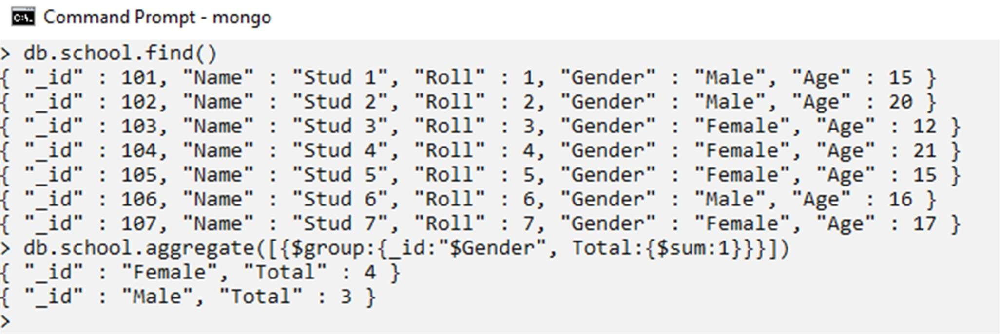 C:\. Command Prompt - mongo
> db.school.find()
{ "_id" : 101, "Name" : "Stud 1", "Roll" : 1, "Gender" : "Male", "Age" : 15 }
{ "_id" : 102, "Name" : "Stud 2", "Roll" : 2, "Gender" : "Male", "Age" : 20 }
{ "_id" : 103, "Name" : "Stud 3", "Roll" : 3, "Gender" : "Female", "Age" : 12 }
{ "_id" : 104, "Name" : "Stud 4", "Roll" : 4, "Gender" : "Female", "Age" : 21 }
{ "_id" : 105, "Name" : "Stud 5", "Roll" : 5, "Gender" : "Female", "Age" : 15 }
{ "_id" : 106, "Name" : "Stud 6", "Roll" : 6, "Gender" : "Male", "Age" : 16 }
{ "_id" : 107, "Name" : "Stud 7", "Roll" : 7, "Gender" : "Female", "Age" : 17 }
> db.school.aggregate([{$group:{_id:"$Gender", Total:{$sum:1}}}])
{ "_id" : "Female", "Total" : 4 }
{ "_id" : "Male", "Total" : 3 }
>